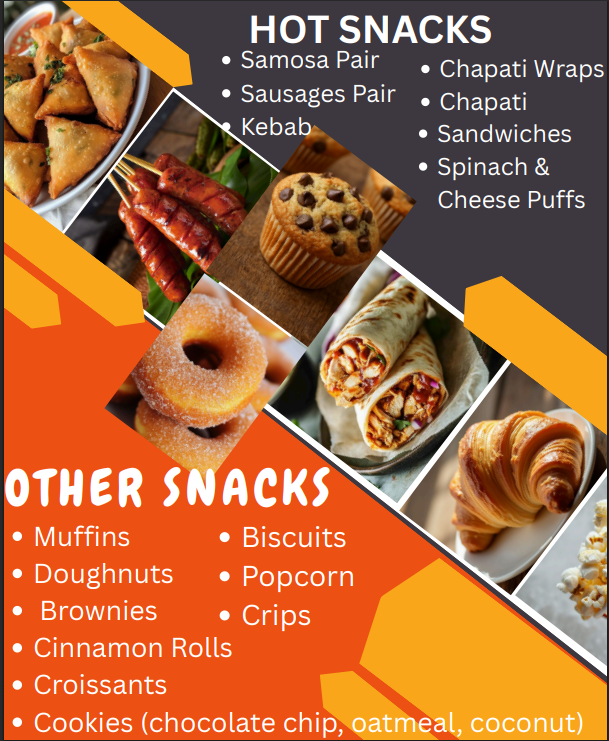 HOT SNACKS
Samosa Pair
Sausages Pair
Kebab
Chapati Wraps
Chapati
Sandwiches
Spinach &
Cheese Puffs
OTHER SNACKS
Muffins
Doughnuts
Brownies
Cinnamon Rolls
Croissants
Cookies (chocolate chip, oatmeal, coconut)
Biscuits
Popcorn
Crips